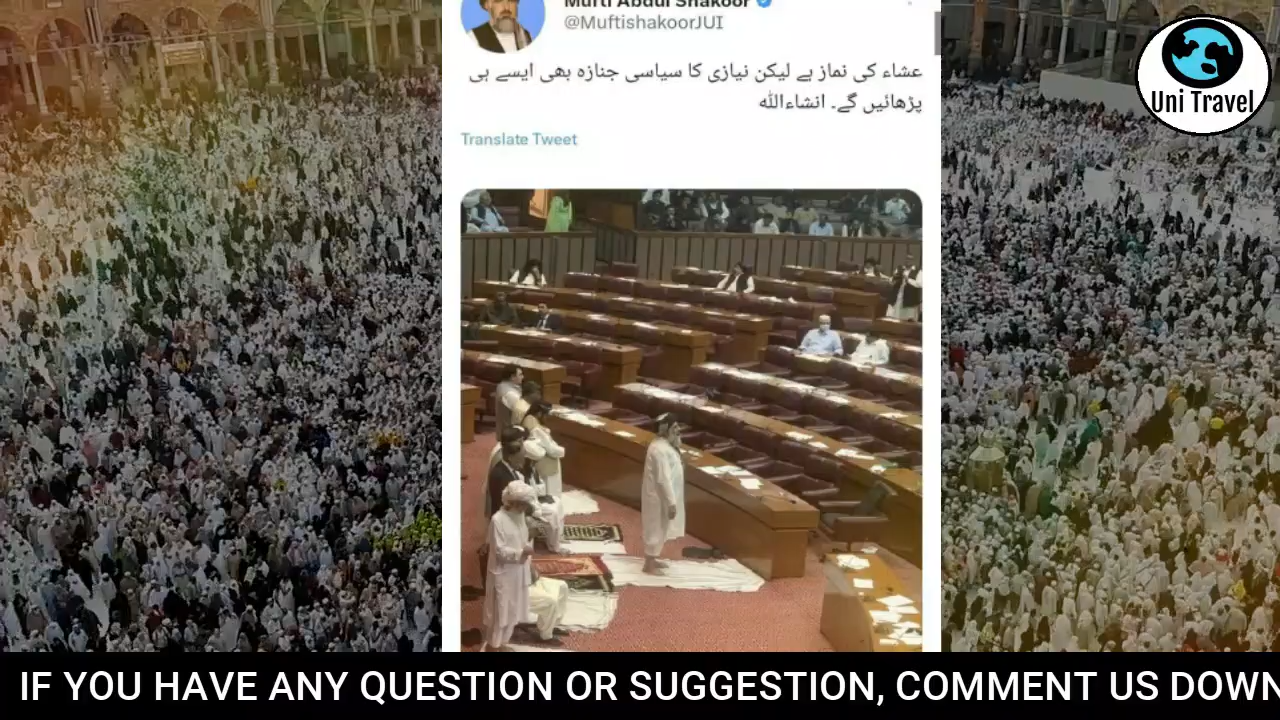 Mufti Abdul Shakoor
@MuftishakoorJUI
عشاء کی نماز ہے لیکن نیازی کا سیاسی جنازہ بھی ایسے ہی
پڑھائیں گے۔ انشاءاللّٰہ
Translate Tweet
Uni Travel
IF YOU HAVE ANY QUESTION OR SUGGESTION, COMMENT US DOWN